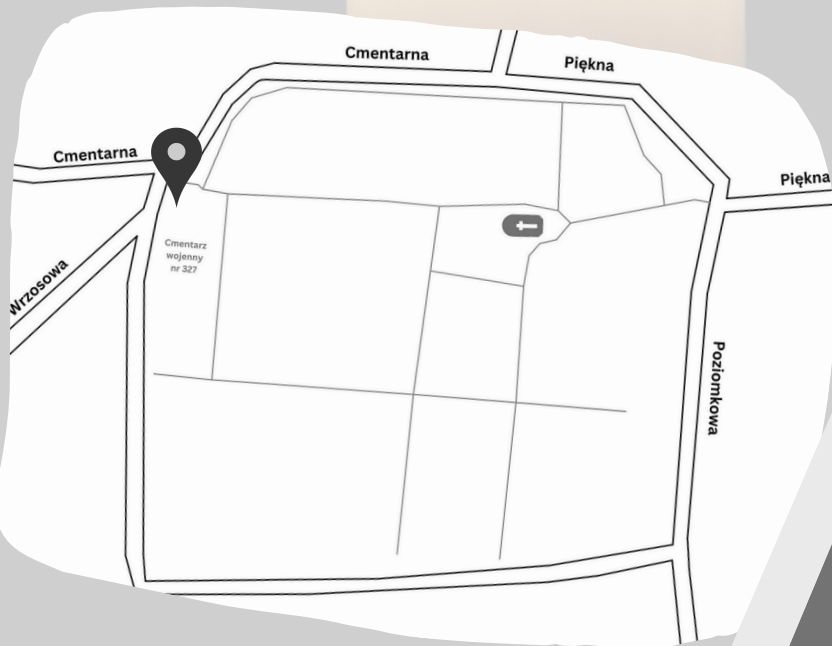 Cmentarna
Piękna
Cmentarna
Piękna
Cmentarz
wojenny
nr 327
Wrzosowa
Poziomkowa